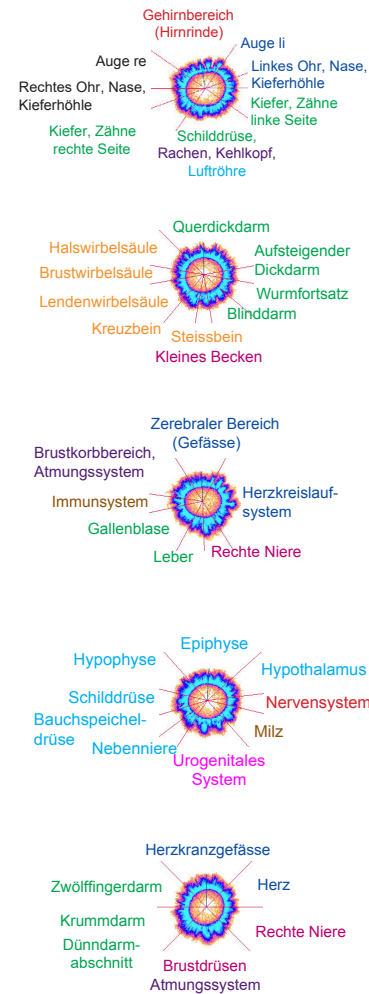 Gehirnbereich
(Hirnrinde)
Auge li
Auge re
Linkes Ohr, Nase,
Kieferhöhle
Rechtes Ohr, Nase,
Kieferhöhle
Kiefer, Zähne
linke Seite
Kiefer, Zähne
rechte Seite
Schilddrüse,
Rachen, Kehlkopf,
Luftröhre
Querdickdarm
Halswirbelsäule
Aufsteigender
Dickdarm
Brustwirbelsäule
Wurmfortsatz
Lendenwirbelsäule
Blinddarm
Kreuzbein
Steissbein
Kleines Becken
Zerebraler Bereich
(Gefässe)
Brustkorbbereich,
Atmungssystem
Immunsystem
Herzkreislauf-
system
Gallenblase
Leber
Rechte Niere
Epiphyse
Hypophyse
Hypothalamus
Schilddrüse
Nervensystem
Bauchspeichel-
drüse
Milz
Nebenniere
Urogenitales
System
Herzkranzgefässe
Zwölffingerdarm
Herz
Krummdarm
Rechte Niere
Dünndarm-
abschnitt
Brustdrüsen
Atmungssystem